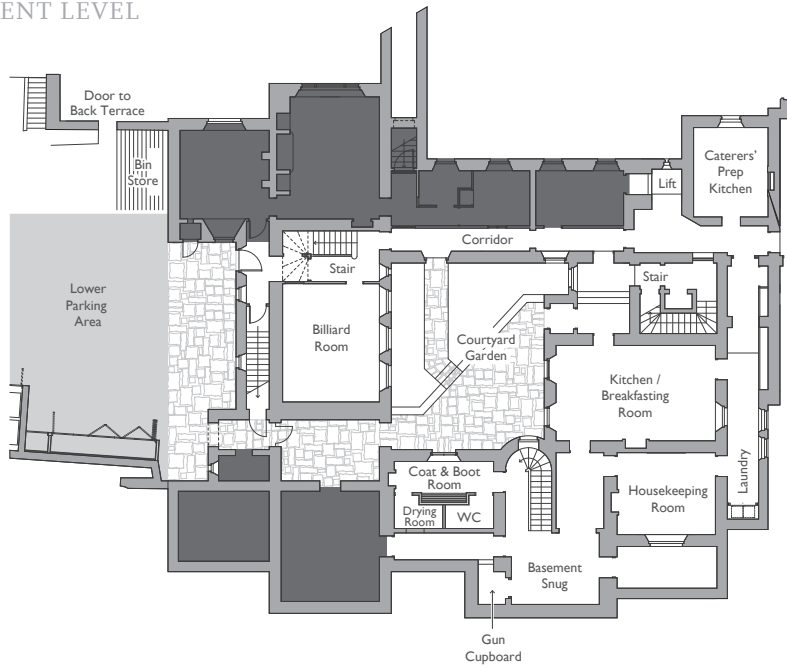 ENT LEVEL
Door to
Back Terrace
Bin
Store
Caterers'
Prep
Kitchen
Lift
Corridor
Stair
Stair
Lower
Parking
Area
Billiard
Room
Courtyard
Garden
Kitchen /
Breakfasting
Room
Coat & Boot
Room
Drying
Room
WC
Housekeeping
Room
Laundry
Basement
Snug
Gun
Cupboard